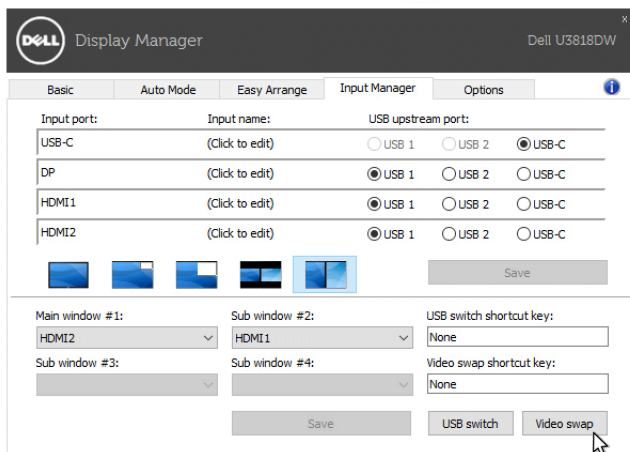 DELL Display Manager Dell U3818DW x
Basic Auto Mode Easy Arrange Input Manager Options i
Input port: Input name: USB upstream port:
USB-C (Click to edit) USB 1 USB 2 USB-C
DP (Click to edit) USB 1 USB 2 USB-C
HDMI1 (Click to edit) USB 1 USB 2 USB-C
HDMI2 (Click to edit) USB 1 USB 2 USB-C
Save
Main window #1: Sub window #2: USB switch shortcut key:
HDMI2 HDMI1 None
Sub window #3: Sub window #4: Video swap shortcut key:
None
Save USB switch Video swap